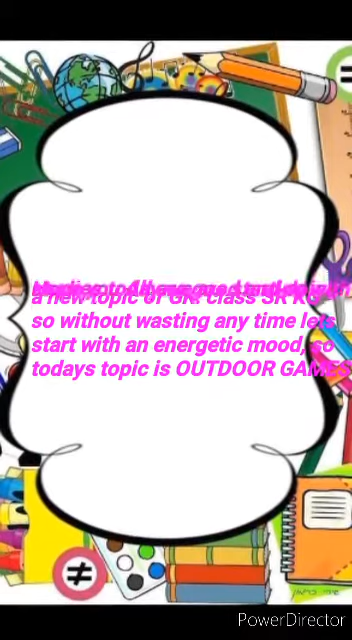 a new topic of GK. class SR KG
so without wasting any time lets
start with an energetic mood, so
todays topic is OUTDOOR GAMES
PowerDirector